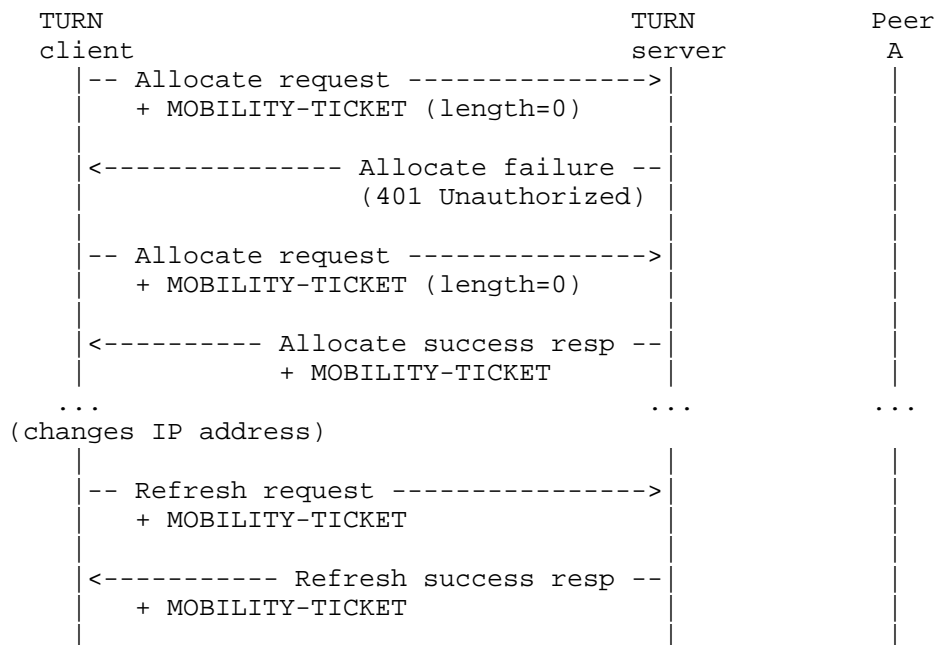 TURN TURN Peer
client server A
|-- Allocate request --------------->| |
| + MOBILITY-TICKET (length=0) | |
| | |
|<--------------- Allocate failure --| |
| (401 Unauthorized) | |
| | |
|-- Allocate request --------------->| |
| + MOBILITY-TICKET (length=0) | |
| | |
|<---------- Allocate success resp --| |
| + MOBILITY-TICKET | |
... ... ...
(changes IP address)
| | |
|-- Refresh request ---------------->| |
| + MOBILITY-TICKET | |
| | |
|<----------- Refresh success resp --| |
| + MOBILITY-TICKET | |
| | |